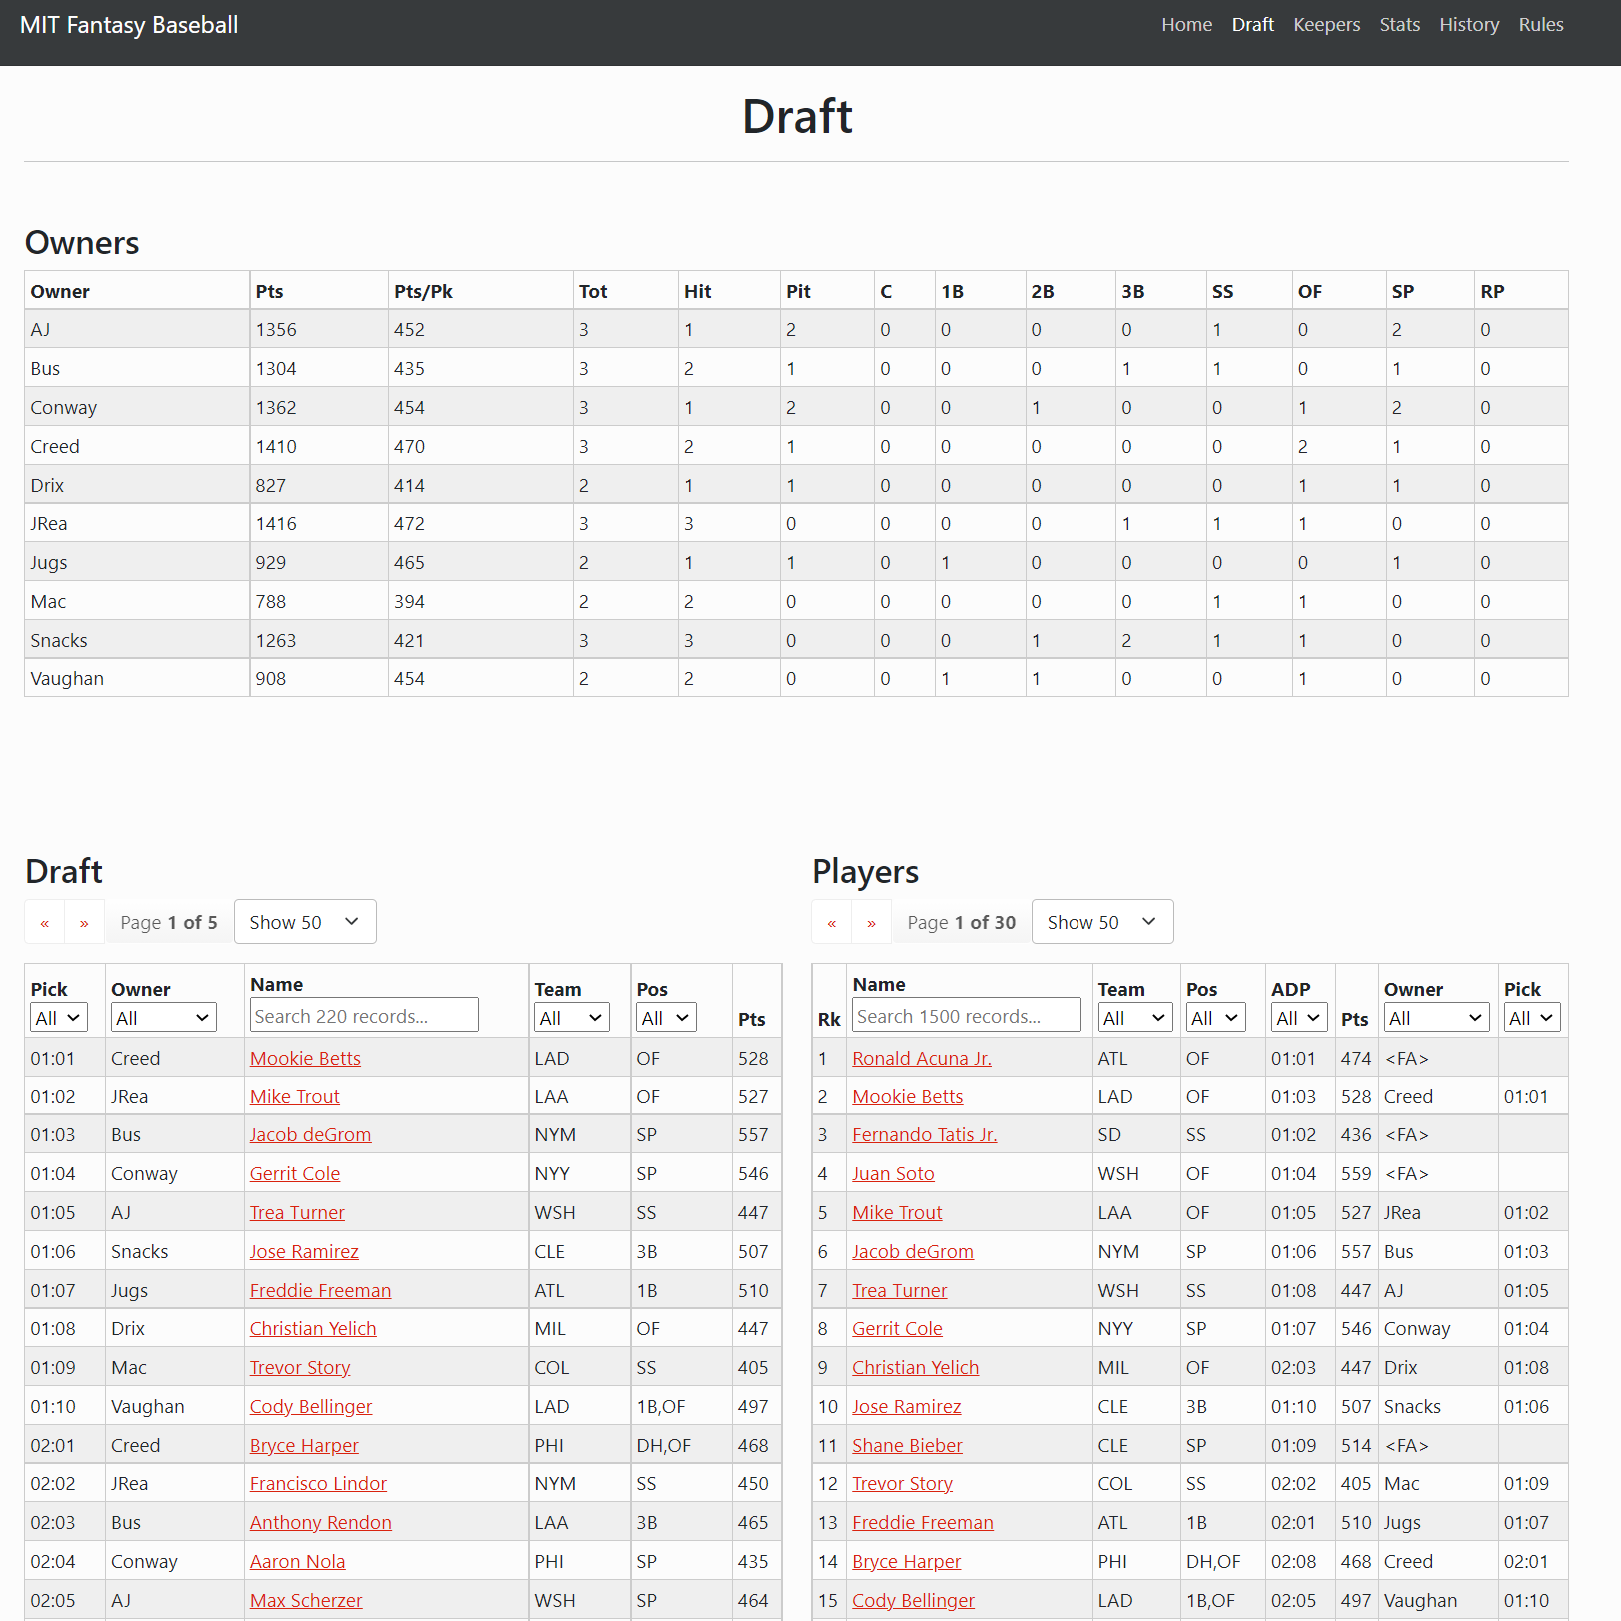 MIT Fantasy Baseball Home Draft Keepers Stats History Rules
Draft
Owners
Owner Pts Pts/Pk Tot Hit Pit C 1B 2B 3B SS OF SP RP
AJ 1356 452 3 1 2 0 0 0 0 1 0 2 0
Bus 1304 435 3 2 1 0 0 0 1 1 0 1 0
Conway 1362 454 3 1 2 0 0 1 0 0 1 2 0
Creed 1410 470 3 2 1 0 0 0 0 0 2 1 0
Drix 827 414 2 1 1 0 0 0 0 0 1 1 0
JRea 1416 472 3 3 0 0 0 0 1 1 1 0 0
Jugs 929 465 2 1 1 0 1 0 0 0 0 1 0
Mac 788 394 2 2 0 0 0 0 0 1 1 0 0
Snacks 1263 421 3 3 0 0 0 1 2 1 1 0 0
Vaughan 908 454 2 2 0 0 1 1 0 0 1 0 0
Draft
« » Page 1 of 5 Show 50
Pick Owner Name Team Pos Pts
All All Search 220 records... All All
01:01 Creed Mookie Betts LAD OF 528
01:02 JRea Mike Trout LAA OF 527
01:03 Bus Jacob deGrom NYM SP 557
01:04 Conway Gerrit Cole NYY SP 546
01:05 AJ Trea Turner WSH SS 447
01:06 Snacks Jose Ramirez CLE 3B 507
01:07 Jugs Freddie Freeman ATL 1B 510
01:08 Drix Christian Yelich MIL OF 447
01:09 Mac Trevor Story COL SS 405
01:10 Vaughan Cody Bellinger LAD 1B,OF 497
02:01 Creed Bryce Harper PHI DH,OF 468
02:02 JRea Francisco Lindor NYM SS 450
02:03 Bus Anthony Rendon LAA 3B 465
02:04 Conway Aaron Nola PHI SP 435
02:05 AJ Max Scherzer WSH SP 464
Players
« » Page 1 of 30 Show 50
Rk Name Team Pos ADP Pts Owner Pick
Search 1500 records... All All All All All
1 Ronald Acuna Jr. ATL OF 01:01 474 <FA>
2 Mookie Betts LAD OF 01:03 528 Creed 01:01
3 Fernando Tatis Jr. SD SS 01:02 436 <FA>
4 Juan Soto WSH OF 01:04 559 <FA>
5 Mike Trout LAA OF 01:05 527 JRea 01:02
6 Jacob deGrom NYM SP 01:06 557 Bus 01:03
7 Trea Turner WSH SS 01:08 447 AJ 01:05
8 Gerrit Cole NYY SP 01:07 546 Conway 01:04
9 Christian Yelich MIL OF 02:03 447 Drix 01:08
10 Jose Ramirez CLE 3B 01:10 507 Snacks 01:06
11 Shane Bieber CLE SP 01:09 514 <FA>
12 Trevor Story COL SS 02:02 405 Mac 01:09
13 Freddie Freeman ATL 1B 02:01 510 Jugs 01:07
14 Bryce Harper PHI DH,OF 02:08 468 Creed 02:01
15 Cody Bellinger LAD 1B,OF 02:05 497 Vaughan 01:10